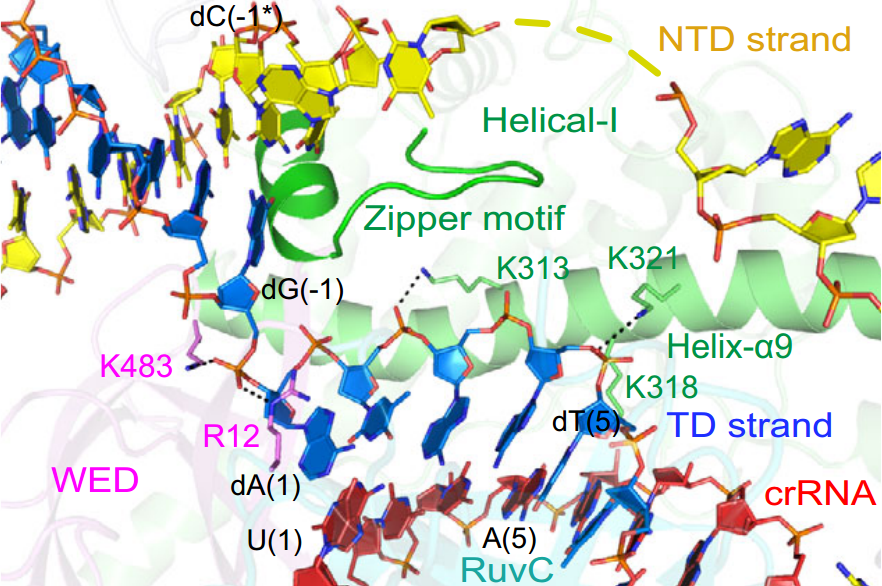 dC(-1*)
NTD strand
Helical-I
Zipper motif
K313
K321
dG(-1)
Helix-α9
K483
K318
R12
dT(5)
TD strand
WED
dA(1)
crRNA
U(1)
A(5)
RuvC